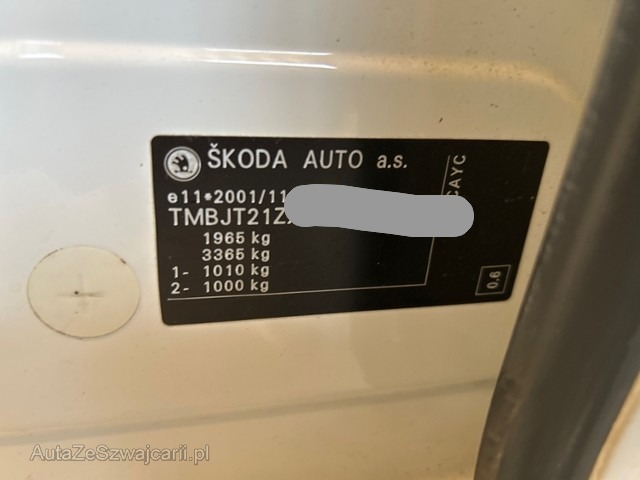 ŠKODA AUTO a.s.
e11*2001/11
TMBJT21Z
1965 kg
3365 kg
1- 1010 kg
2- 1000 kg
CAYC
0.6
AutaZeSzwajcarii.pl